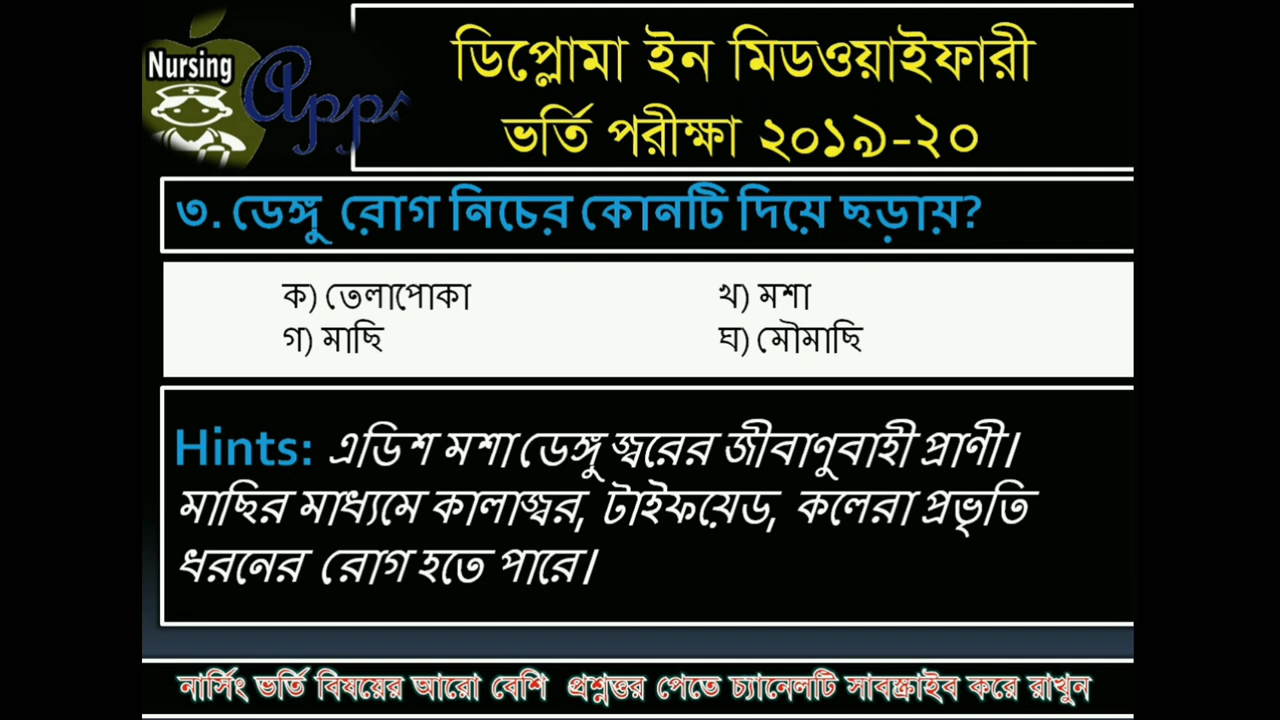 Nursing
Apps
ডিপ্লোমা ইন মিডওয়াইফারী
ভর্তি পরীক্ষা ২০১৯-২০
৩. ডেঙ্গু রোগ নিচের কোনটি দিয়ে ছড়ায়?
ক) তেলাপোকা খ) মশা
গ) মাছি ঘ) মৌমাছি
Hints: এডিশ মশা ডেঙ্গু জ্বরের জীবাণুবাহী প্রাণী।
মাছির মাধ্যমে কালাজ্বর, টাইফয়েড, কলেরা প্রভৃতি
ধরনের রোগ হতে পারে।
নার্সিং ভর্তি বিষয়ের আরো বেশি প্রশ্নত্তর পেতে চ্যানেলটি সাবস্ক্রাইব করে রাখুন